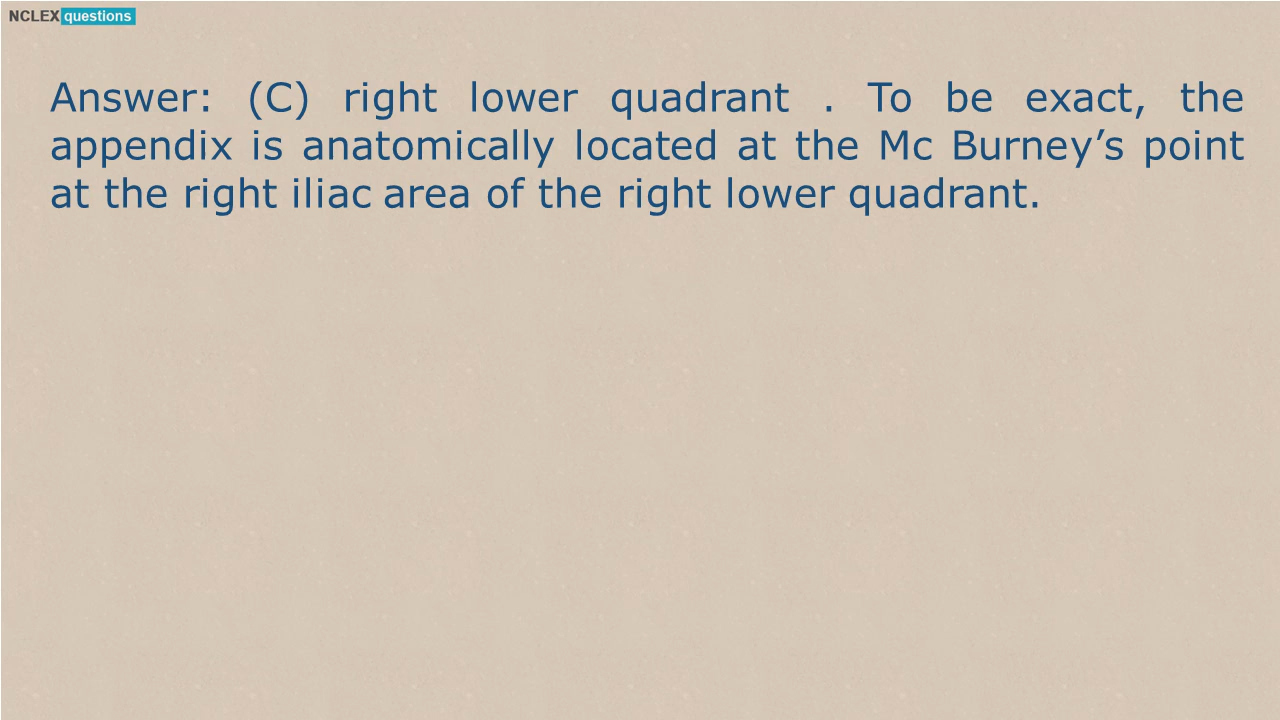 NCLEX questions
Answer: (C) right lower quadrant . To be exact, the
appendix is anatomically located at the Mc Burney’s point
at the right iliac area of the right lower quadrant.